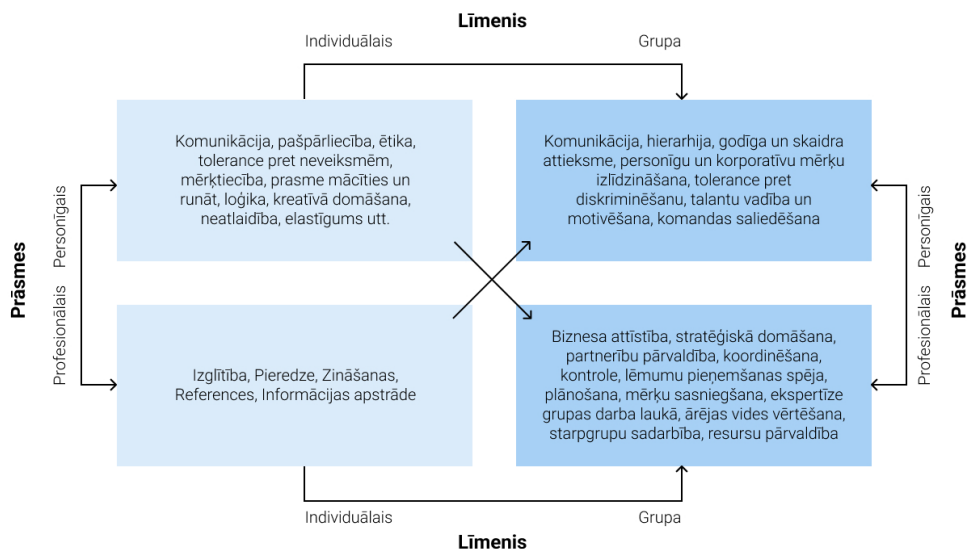 Līmenis
Individuālais
Grupa
Komunikācija, pašpārliecība, ētika,
tolerance pret neveiksmēm,
mērķtiecība, prasme mācīties un
runāt, loģika, kreatīvā domāšana,
neatlaidība, elastīgums utt.
Komunikācija, hierarhija, godīga un skaidra
attieksme, personīgu un korporatīvu mērķu
izlīdzināšana, tolerance pret
diskriminēšanu, talantu vadība un
motivēšana, komandas saliedēšana
Prāsmes
Personīgais
Profesionālais
Personīgais
Profesionālais
Prāsmes
Izglītība, Pieredze, Zināšanas,
References, Informācijas apstrāde
Biznesa attīstība, stratēģiskā domāšana,
partnerību pārvaldība, koordinēšana,
kontrole, lēmumu pieņemšanas spēja,
plānošana, mērķu sasniegšana, ekspertīze
grupas darba laukā, ārējas vides vērtēšana,
starpgrupu sadarbība, resursu pārvaldība
Individuālais
Grupa
Līmenis